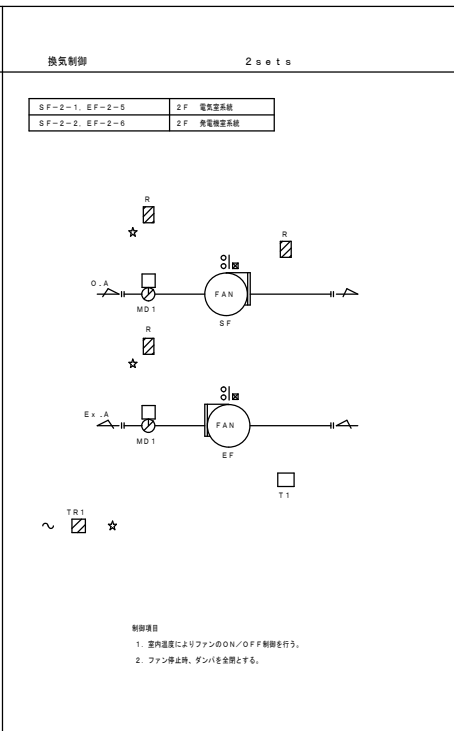 換気制御 2sets
SF-2-1, EF-2-5 2F 電気室系統
SF-2-2, EF-2-6 2F 発電機室系統
R
R
O.A
FAN
MD1
SF
R
Ex.A
FAN
MD1
EF
T1
TR1
制御項目
1. 室内温度によりファンのON/OFF制御を行う。
2. ファン停止時、ダンパを全閉とする。